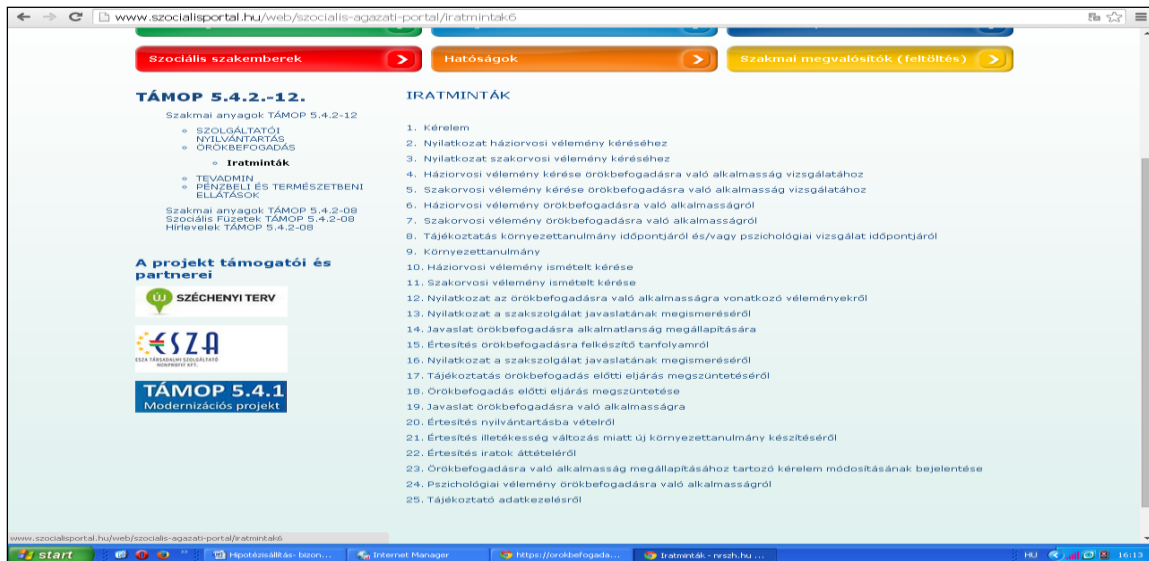 www.szocialisportal.hu/web/szocialis-agazati-portal/iratmintak6
Szociális szakemberek
Hatóságok
Szakmai megvalósítók (feltöltés)
TÁMOP 5.4.2.-12.
Szakmai anyagok TÁMOP 5.4.2-12
SZOLGÁLTATÓI
NYILVÁNTARTÁS
ÖRÖKBEFOGADÁS
Iratminták
TEVADMIN
PÉNZBELI ÉS TERMÉSZETBENI
ELLÁTÁSOK
Szakmai anyagok TÁMOP 5.4.2-08
Szociális Füzetek TÁMOP 5.4.2-08
Hírlevelek TÁMOP 5.4.2-08
A projekt támogatói és
partnerei
ÚJ SZÉCHENYI TERV
ESZA
ESZA TÁRSADALMI SZOLGÁLTATÓ
NONPROFIT KFT.
TÁMOP 5.4.1
Modernizációs projekt
IRATMINTÁK
1. Kérelem
2. Nyilatkozat háziorvosi vélemény kéréséhez
3. Nyilatkozat szakorvosi vélemény kéréséhez
4. Háziorvosi vélemény kérése örökbefogadásra való alkalmasság vizsgálatához
5. Szakorvosi vélemény kérése örökbefogadásra való alkalmasság vizsgálatához
6. Háziorvosi vélemény örökbefogadásra való alkalmasságról
7. Szakorvosi vélemény örökbefogadásra való alkalmasságról
8. Tájékoztatás környezettanulmány időpontjáról és/vagy pszichológiai vizsgálat időpontjáról
9. Környezettanulmány
10. Háziorvosi vélemény ismételt kérése
11. Szakorvosi vélemény ismételt kérése
12. Nyilatkozat az örökbefogadásra való alkalmasságra vonatkozó véleményekről
13. Nyilatkozat a szakszolgálat javaslatának megismeréséről
14. Javaslat örökbefogadásra alkalmatlanság megállapítására
15. Értesítés örökbefogadásra felkészítő tanfolyamról
16. Nyilatkozat a szakszolgálat javaslatának megismeréséről
17. Tájékoztatás örökbefogadás előtti eljárás megszüntetéséről
18. Örökbefogadás előtti eljárás megszüntetése
19. Javaslat örökbefogadásra való alkalmasságra
20. Értesítés nyilvántartásba vételről
21. Értesítés illetékesség változás miatt új környezettanulmány készítéséről
22. Értesítés iratok áttételéről
23. Örökbefogadásra való alkalmasság megállapításához tartozó kérelem módosításának bejelentése
24. Pszichológiai vélemény örökbefogadásra való alkalmasságról
25. Tájékoztató adatkezelésről
www.szocialisportal.hu/web/szocialis-agazati-portal/iratmintak6
start
Hipotézisállítás- bizon...
Internet Manager
https://orokbefogada...
Iratminták - nrszh.hu ...
HU
16:13